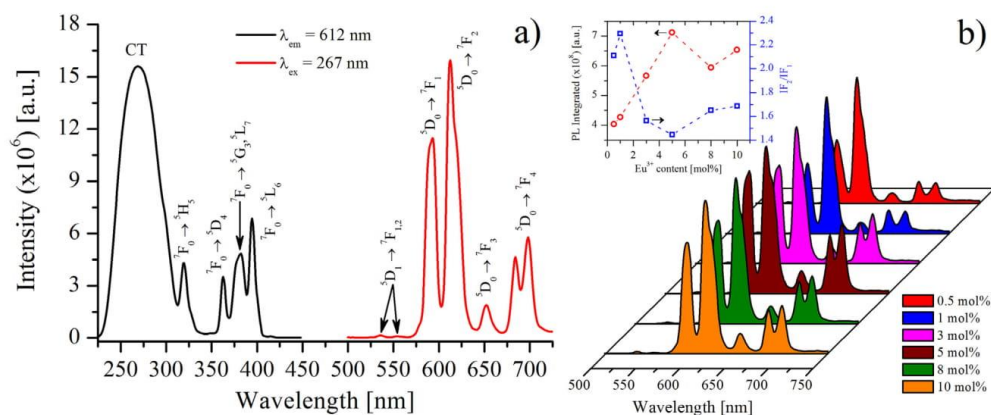 a)
λem = 612 nm
λex = 267 nm
CT
⁷F₀ → ⁵H₅
⁷F₀ → ⁵D₄
⁷F₀ → ⁵G₃, ⁵L₇
⁷F₀ → ⁵L₆
⁵D₁ → ⁷F₁,₂
⁵D₀ → ⁷F₁
⁵D₀ → ⁷F₂
⁵D₀ → ⁷F₃
⁵D₀ → ⁷F₄
Intensity (x10⁶) [a.u.]
18
15
12
9
6
3
0
225 250 300 350 400 450 500 550 600 650 700
Wavelength [nm]
b)
PL Integrated (x10⁸) [a.u.]
7
6
5
4
0 2 4 6 8 10
Eu³⁺ content [mol%]
2.4
2.2
2.0
1.8
1.6
1.4
IF₂/IF₁
0.5 mol%
1 mol%
3 mol%
5 mol%
8 mol%
10 mol%
500 550 600 650 700 750
Wavelength [nm]